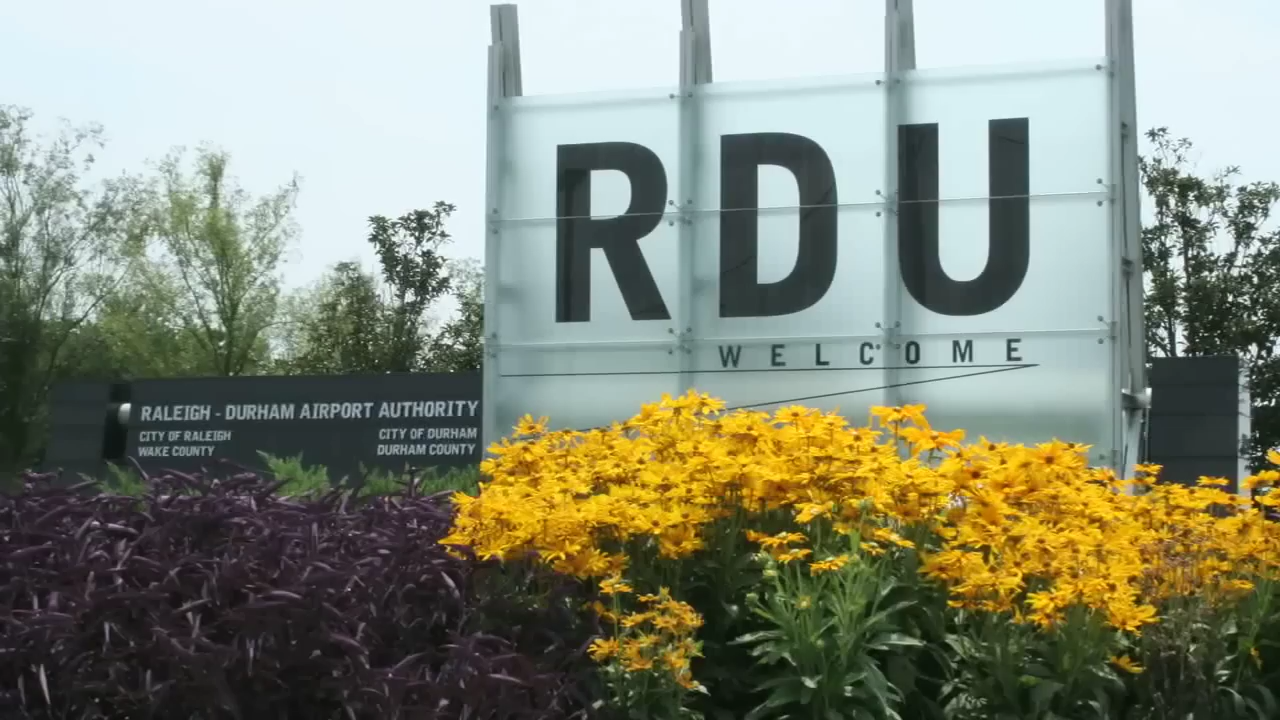 RDU
WELCOME
RALEIGH - DURHAM AIRPORT AUTHORITY
CITY OF RALEIGH CITY OF DURHAM
WAKE COUNTY DURHAM COUNTY